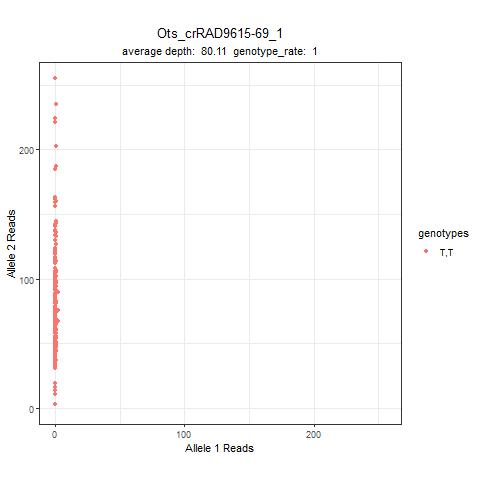 Ots_crRAD9615-69_1
average depth: 80.11 genotype_rate: 1
200
100
0
Allele 2 Reads
0 100 200
Allele 1 Reads
genotypes
T,T